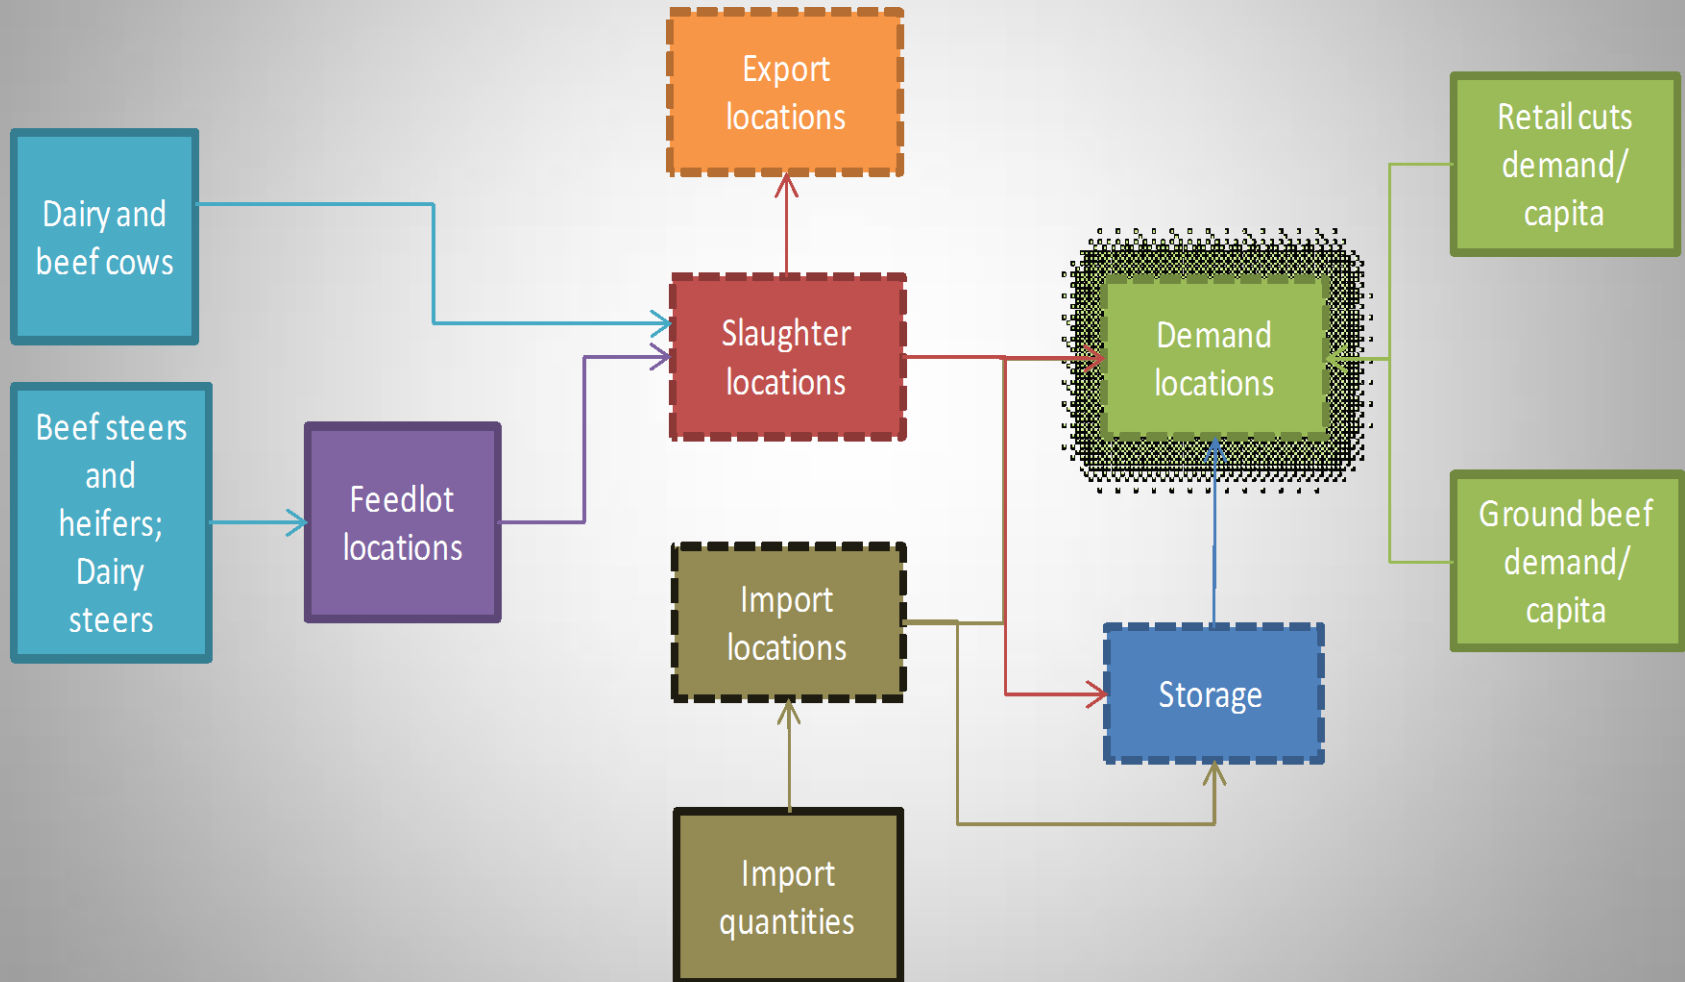 Export
locations
Retail cuts
demand/
capita
Dairy and
beef cows
Slaughter
locations
Demand
locations
Beef steers
and
heifers;
Dairy
steers
Feedlot
locations
Ground beef
demand/
capita
Import
locations
Storage
Import
quantities